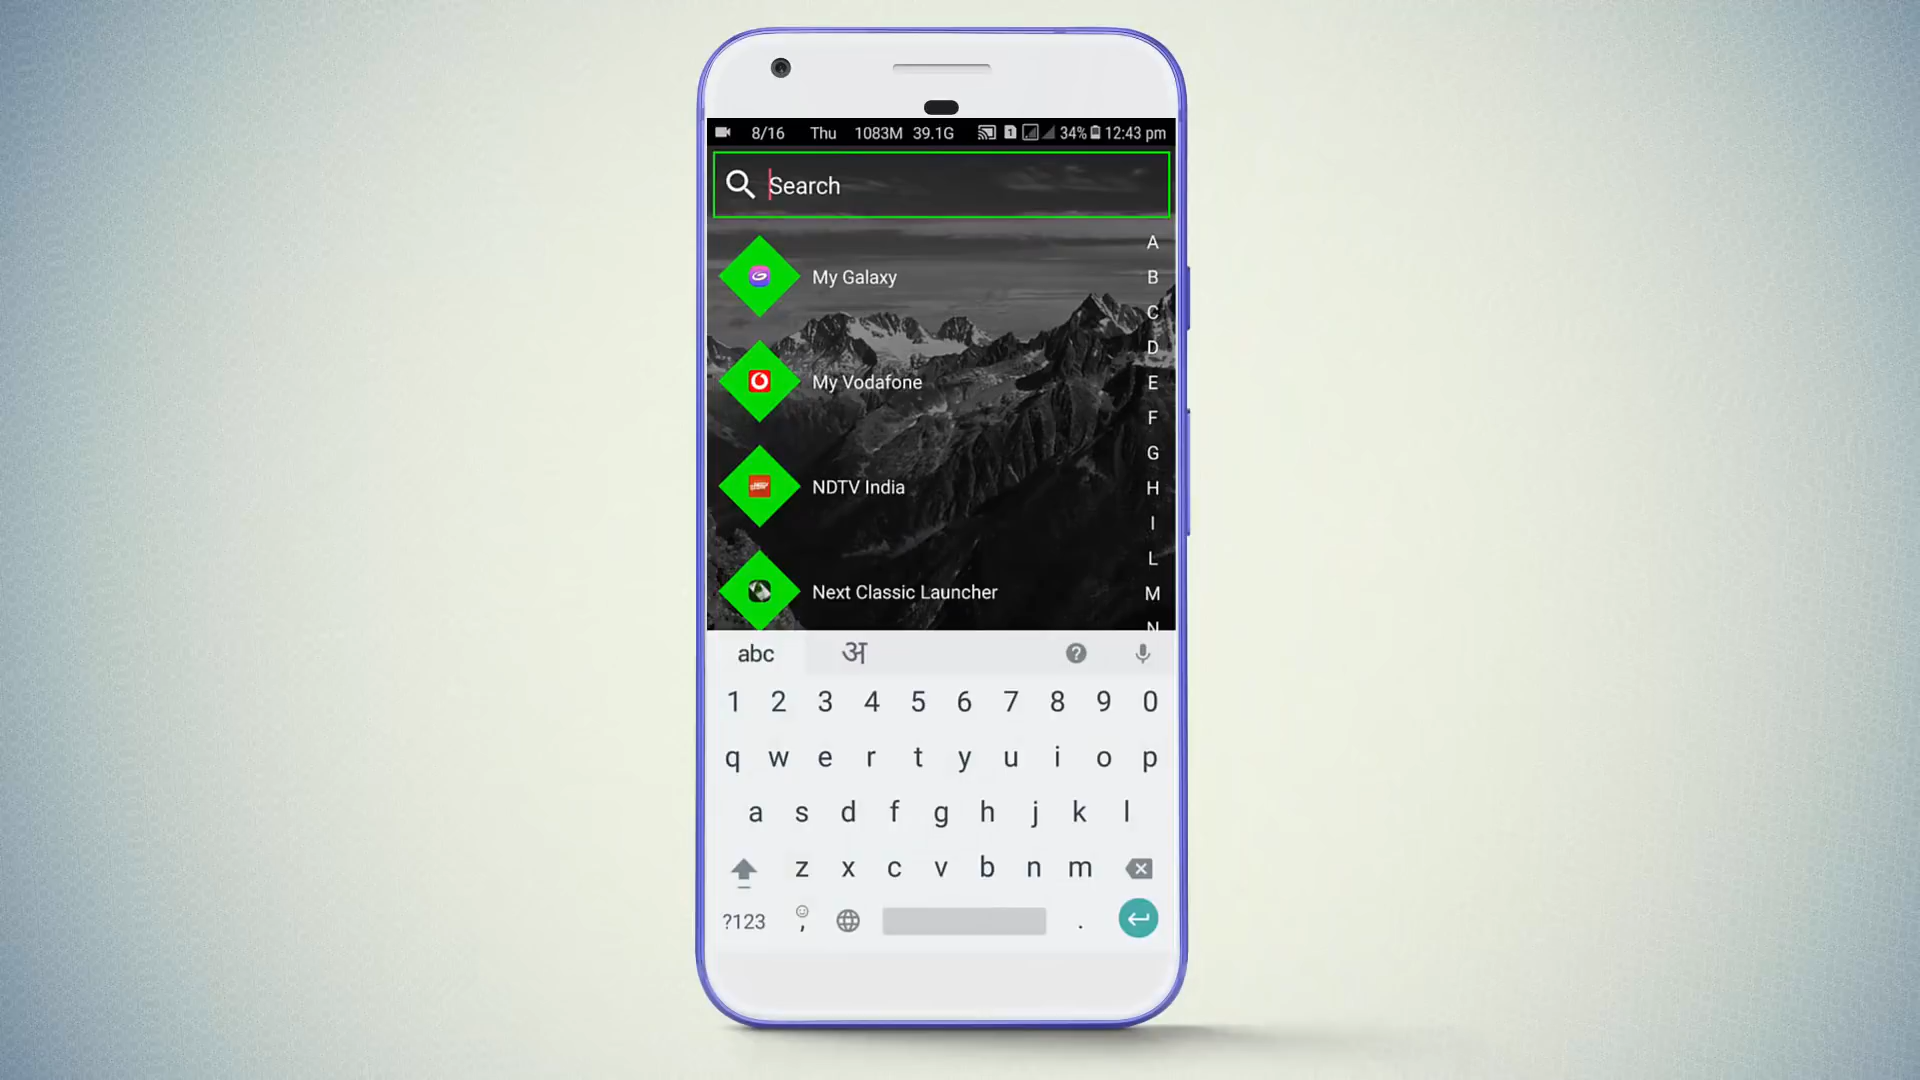 8/16 Thu 1083M 39.1G 1 34% 12:43 pm
Search
My Galaxy
My Vodafone
NDTV India
Next Classic Launcher
A
B
C
D
E
F
G
H
I
L
M
N
abc अ ?
1 2 3 4 5 6 7 8 9 0
q w e r t y u i o p
a s d f g h j k l
z x c v b n m
?123 , .